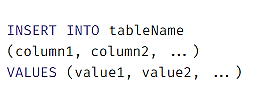 INSERT INTO tableName
(column1, column2, ...)
VALUES (value1, value2, ...)